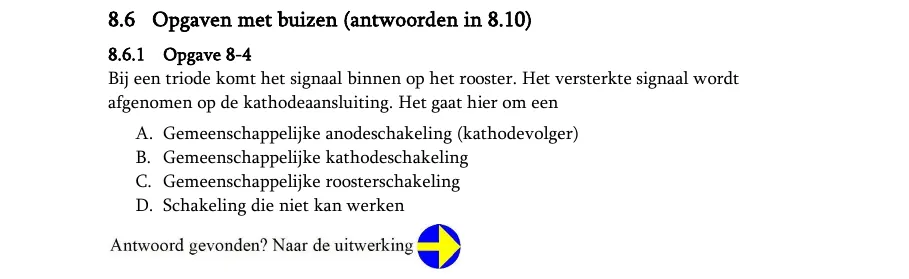 8.6 Opgaven met buizen (antwoorden in 8.10)
8.6.1 Opgave 8-4
Bij een triode komt het signaal binnen op het rooster. Het versterkte signaal wordt
afgenomen op de kathodeaansluiting. Het gaat hier om een
A. Gemeenschappelijke anodeschakeling (kathodevolger)
B. Gemeenschappelijke kathodeschakeling
C. Gemeenschappelijke roosterschakeling
D. Schakeling die niet kan werken
Antwoord gevonden? Naar de uitwerking